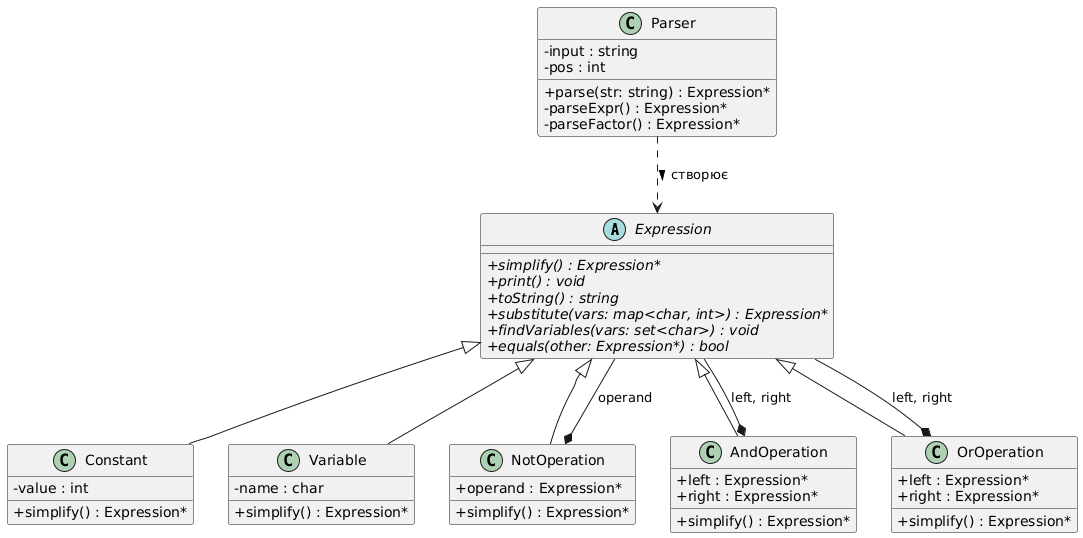 C Parser
-input : string
-pos : int
+parse(str: string) : Expression*
-parseExpr() : Expression*
-parseFactor() : Expression*
створює
A Expression
+simplify() : Expression*
+print() : void
+toString() : string
+substitute(vars: map<char, int>) : Expression*
+findVariables(vars: set<char>) : void
+equals(other: Expression*) : bool
operand
left, right
left, right
C Constant
-value : int
+simplify() : Expression*
C Variable
-name : char
+simplify() : Expression*
C NotOperation
+operand : Expression*
+simplify() : Expression*
C AndOperation
+left : Expression*
+right : Expression*
+simplify() : Expression*
C OrOperation
+left : Expression*
+right : Expression*
+simplify() : Expression*